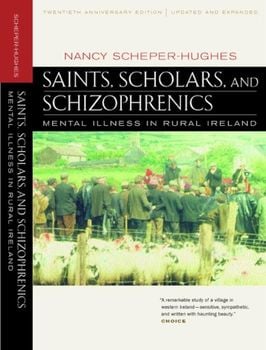 TWENTIETH ANNIVERSARY EDITION | UPDATED AND EXPANDED
NANCY SCHEPER-HUGHES
SAINTS, SCHOLARS, AND
SCHIZOPHRENICS
MENTAL ILLNESS IN RURAL IRELAND
"A remarkable study of a village in
western Ireland—sensitive, sympathetic,
and written with haunting beauty."
CHOICE
SCHEPER-HUGHES
SAINTS, SCHOLARS, AND SCHIZOPHRENICS
MENTAL ILLNESS IN RURAL IRELAND